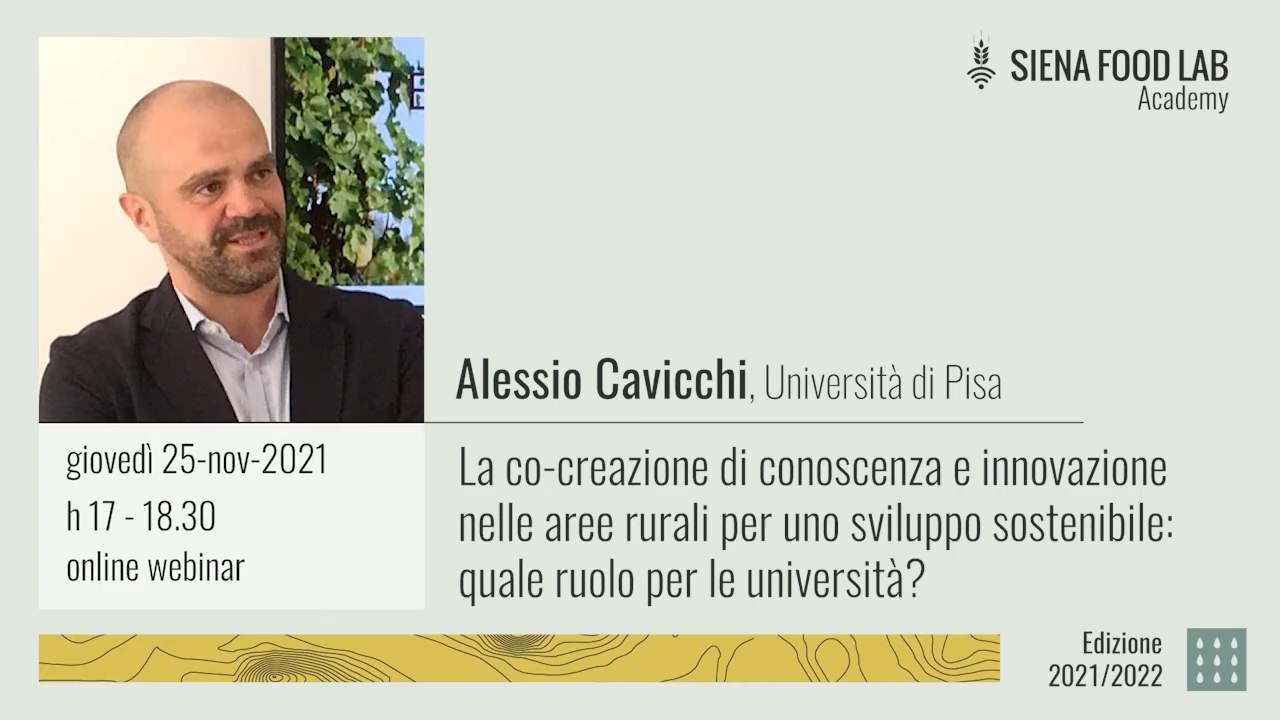 SIENA FOOD LAB
Academy
Alessio Cavicchi, Università di Pisa
giovedì 25-nov-2021
h 17 - 18.30
online webinar
La co-creazione di conoscenza e innovazione
nelle aree rurali per uno sviluppo sostenibile:
quale ruolo per le università?
Edizione
2021/2022